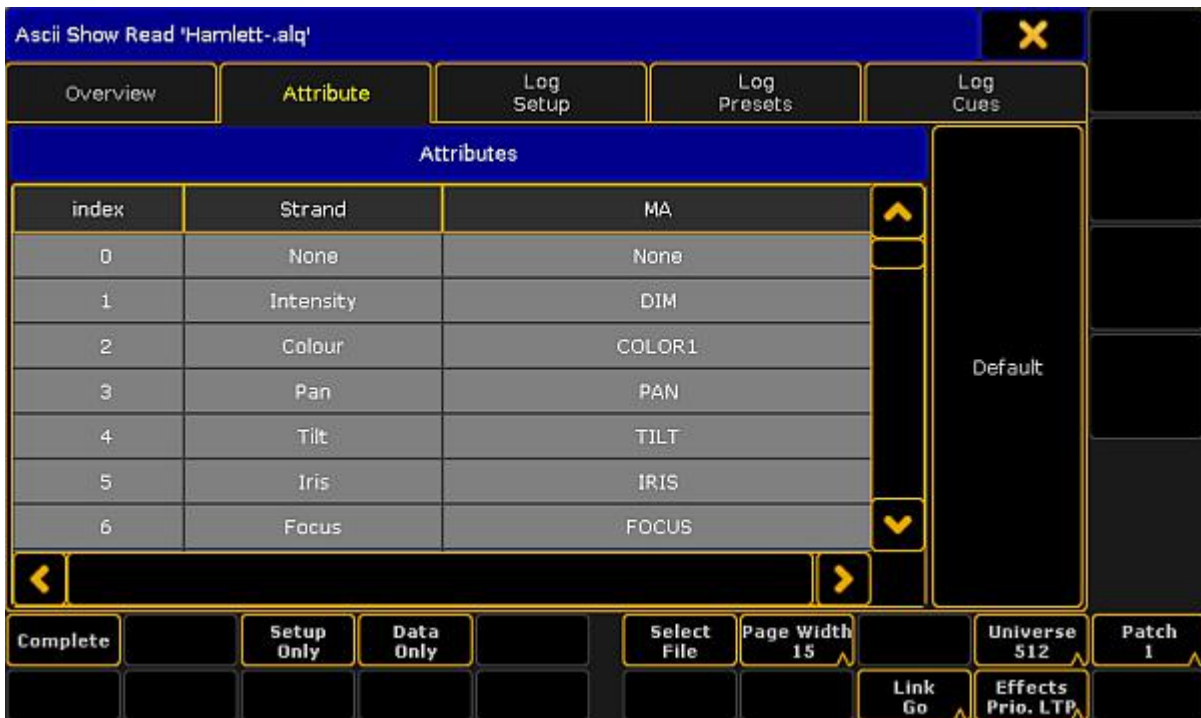 Ascii Show Read 'Hamlett-.alq'
Overview
Attribute
Log
Setup
Log
Presets
Log
Cues
Attributes
index Strand MA
0 None None
1 Intensity DIM
2 Colour COLOR1
3 Pan PAN
4 Tilt TILT
5 Iris IRIS
6 Focus FOCUS
Default
Complete
Setup
Only
Data
Only
Select
File
Page Width
15
Universe
512
Patch
1
Link
Go
Effects
Prio. LTP